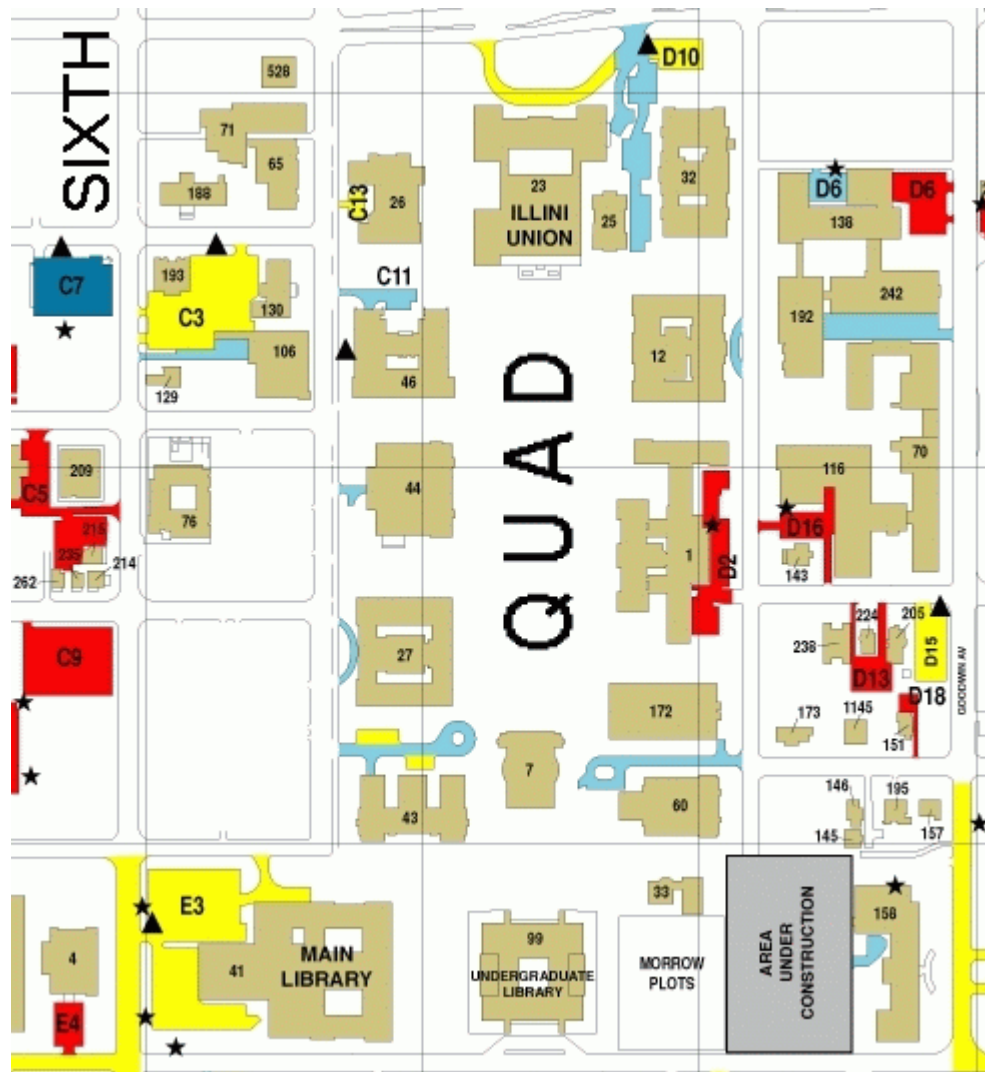 SIXTH
528
D10
71
65
188
C13
26
23
ILLINI
UNION
25
32
D6
D6
138
C7
193
C3
130
C11
106
129
46
12
192
242
QUAD
209
C5
76
44
116
70
215
235
262
214
1
D2
D16
143
C9
27
238
224
205
D15
D13
D18
GOODWIN AV
172
173
1145
151
7
43
60
146
195
145
157
E3
33
4
41
MAIN
LIBRARY
99
UNDERGRADUATE
LIBRARY
MORROW
PLOTS
AREA
UNDER
CONSTRUCTION
158
E4